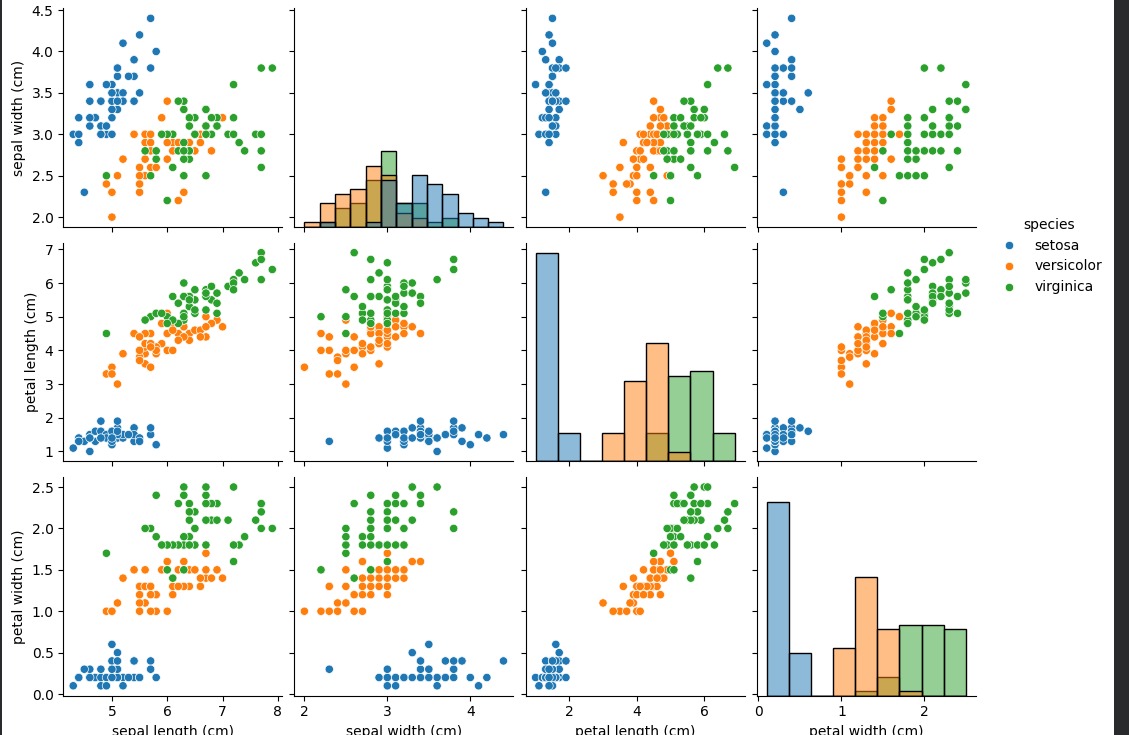 4.5
4.0
3.5
3.0
2.5
2.0
sepal width (cm)
7
6
5
4
3
2
1
petal length (cm)
2.5
2.0
1.5
1.0
0.5
0.0
petal width (cm)
5 6 7 8
sepal length (cm)
2 3 4
sepal width (cm)
2 4 6
petal length (cm)
0 1 2
petal width (cm)
species
setosa
versicolor
virginica